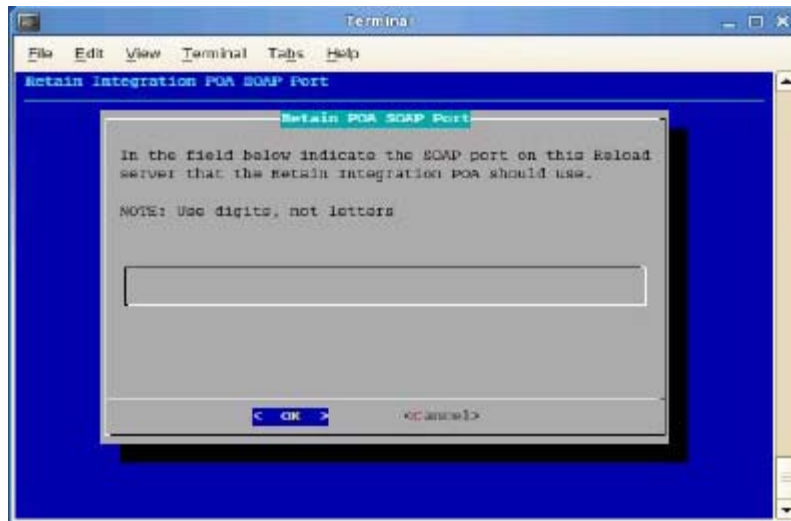 Terminal
File Edit View Terminal Tabs Help
Retain Integration POA SOAP Port
Retain POA SOAP Port
In the field below indicate the SOAP port on this Reload
server that the Retain Integration POA should use.
NOTE: Use digits, not letters
< OK > <Cancel>